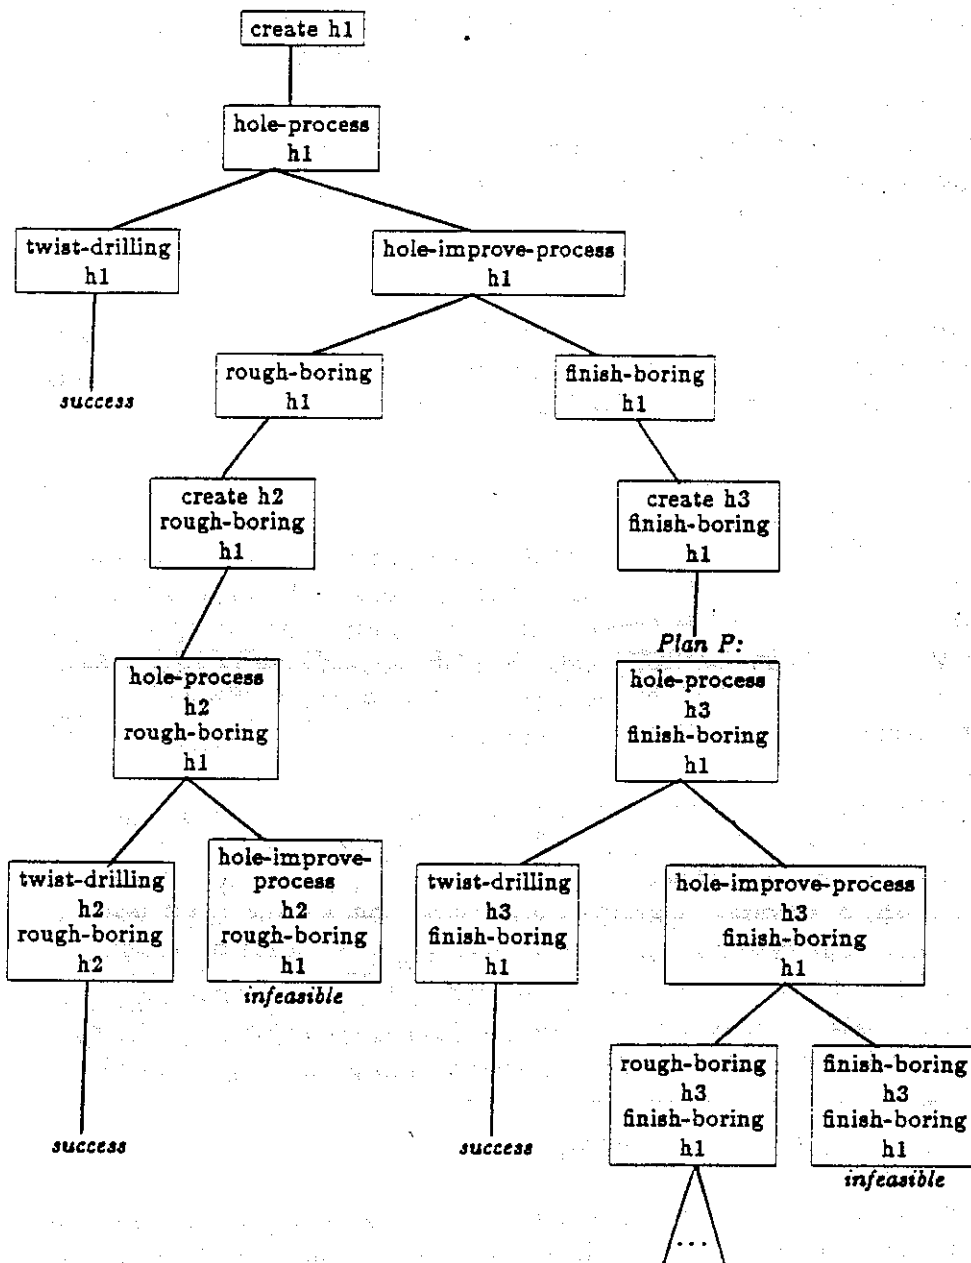 create h1
hole-process
h1
twist-drilling
h1
hole-improve-process
h1
success
rough-boring
h1
finish-boring
h1
create h2
rough-boring
h1
create h3
finish-boring
h1
Plan P:
hole-process
h2
rough-boring
h1
hole-process
h3
finish-boring
h1
twist-drilling
h2
rough-boring
h2
hole-improve-
process
h2
rough-boring
h1
infeasible
twist-drilling
h3
finish-boring
h1
hole-improve-process
h3
finish-boring
h1
success
success
rough-boring
h3
finish-boring
h1
finish-boring
h3
finish-boring
h1
infeasible
...